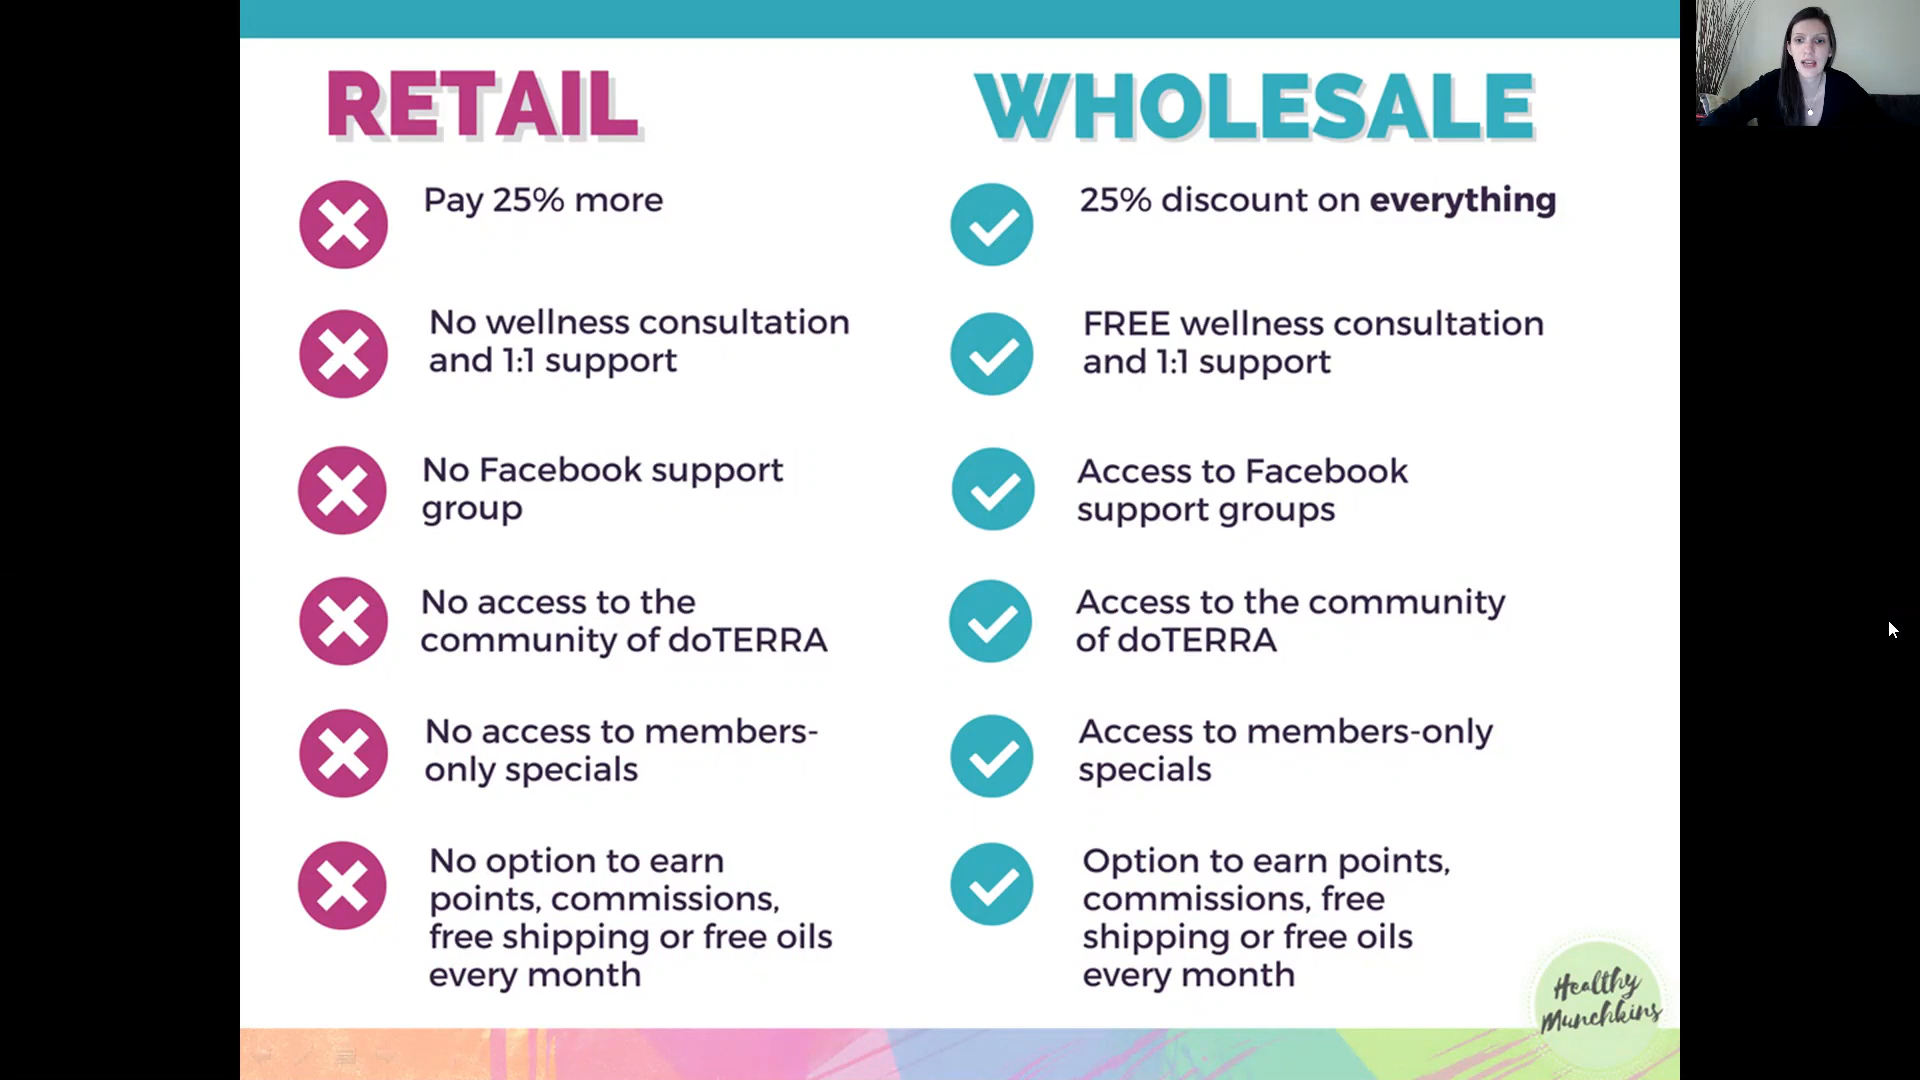 RETAIL
Pay 25% more
No wellness consultation
and 1:1 support
No Facebook support
group
No access to the
community of doTERRA
No access to members-
only specials
No option to earn
points, commissions,
free shipping or free oils
every month
WHOLESALE
25% discount on everything
FREE wellness consultation
and 1:1 support
Access to Facebook
support groups
Access to the community
of doTERRA
Access to members-only
specials
Option to earn points,
commissions, free
shipping or free oils
every month
Healthy
Munchkins